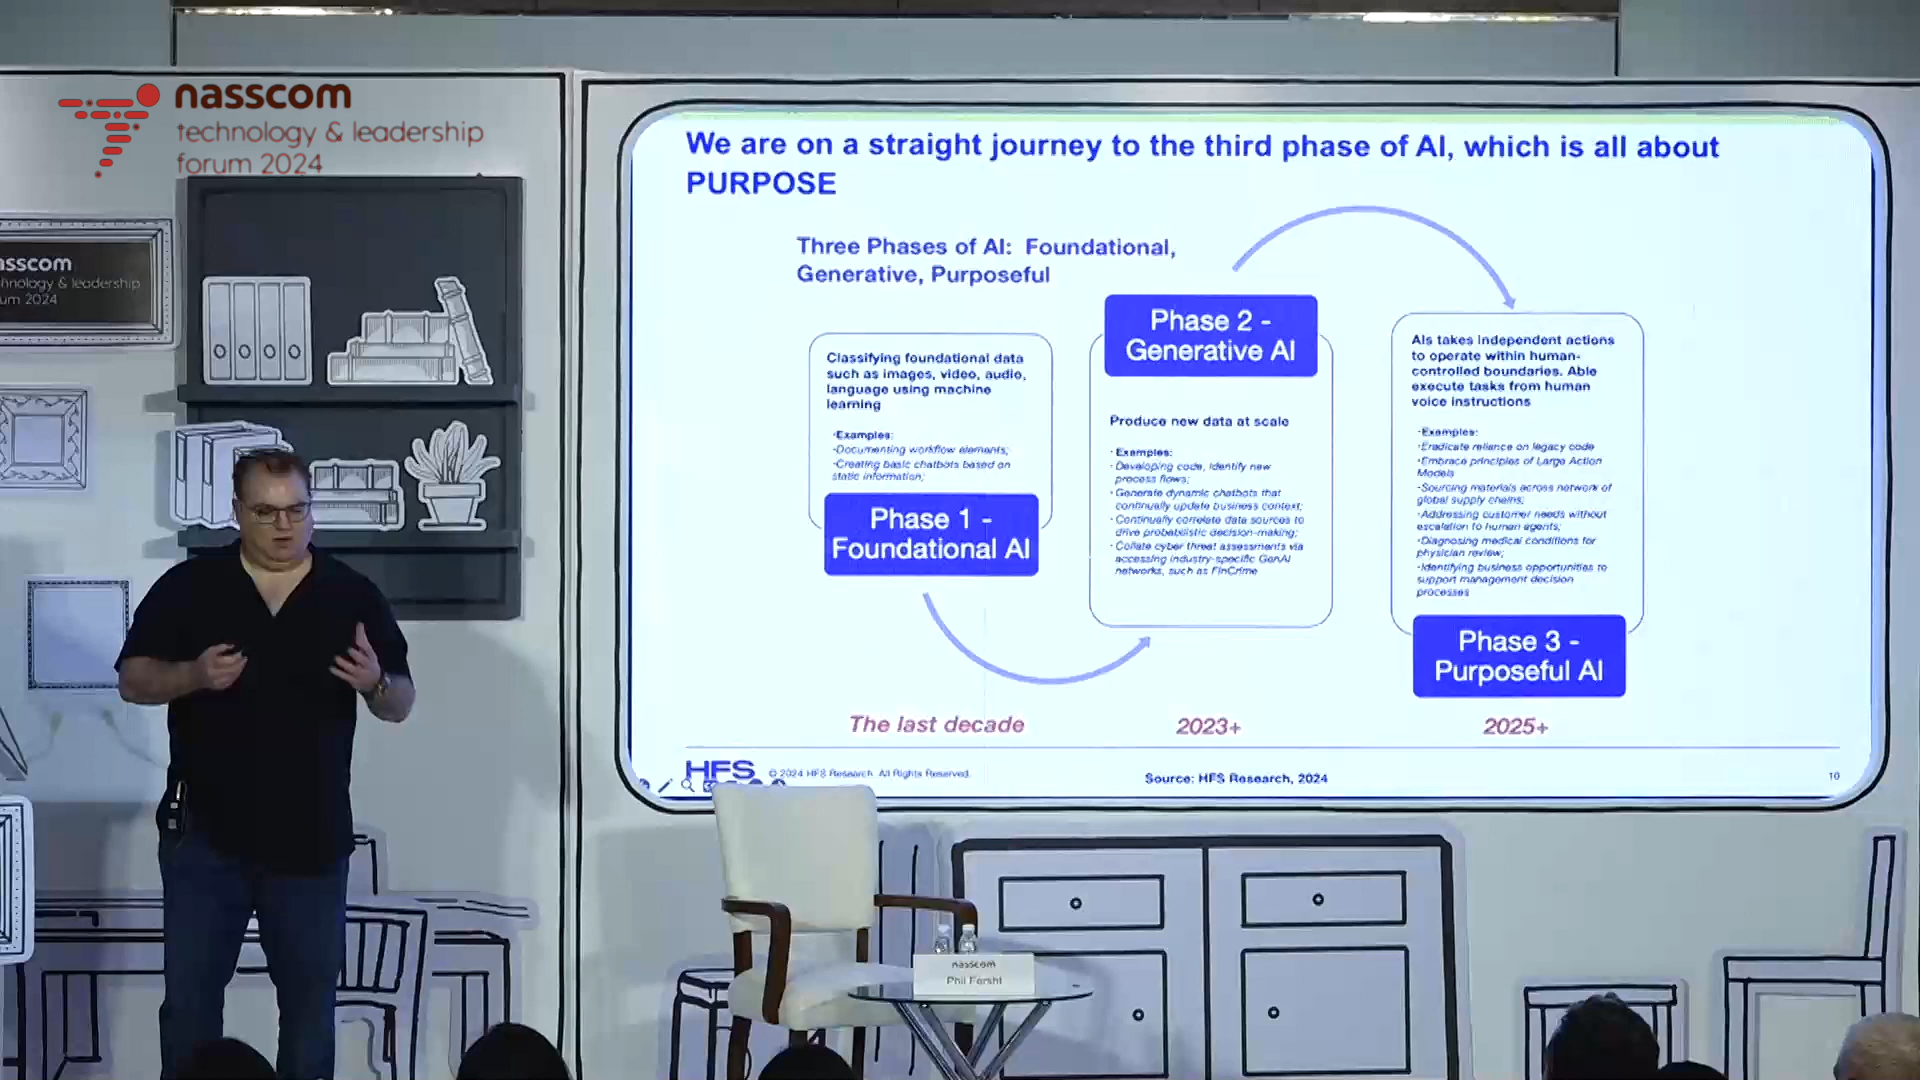 nasscom
technology & leadership
forum 2024
asscom
hnology & leadership
um 2024
We are on a straight journey to the third phase of AI, which is all about
PURPOSE
Three Phases of AI: Foundational,
Generative, Purposeful
Classifying foundational data
such as images, video, audio,
language using machine
learning
•Examples:
•Documenting workflow elements;
•Creating basic chatbots based on
static information;
Phase 1 -
Foundational AI
The last decade
Phase 2 -
Generative AI
Produce new data at scale
• Examples:
• Developing code, identify new
process flows;
• Generate dynamic chatbots that
continually update business context;
• Continually correlate data sources to
drive probabilistic decision-making;
• Collate cyber threat assessments via
accessing industry-specific GenAI
networks, such as FinCrime
2023+
AIs takes independent actions
to operate within human-
controlled boundaries. Able
execute tasks from human
voice instructions
•Examples:
•Eradicate reliance on legacy code
•Embrace principles of Large Action
Models
•Sourcing materials across network of
global supply chains;
•Addressing customer needs without
escalation to human agents;
•Diagnosing medical conditions for
physician review;
•Identifying business opportunities to
support management decision
processes
Phase 3 -
Purposeful AI
2025+
HFS
© 2024 HFS Research. All Rights Reserved.
Source: HFS Research, 2024
10
nasscom
Phil Fersht